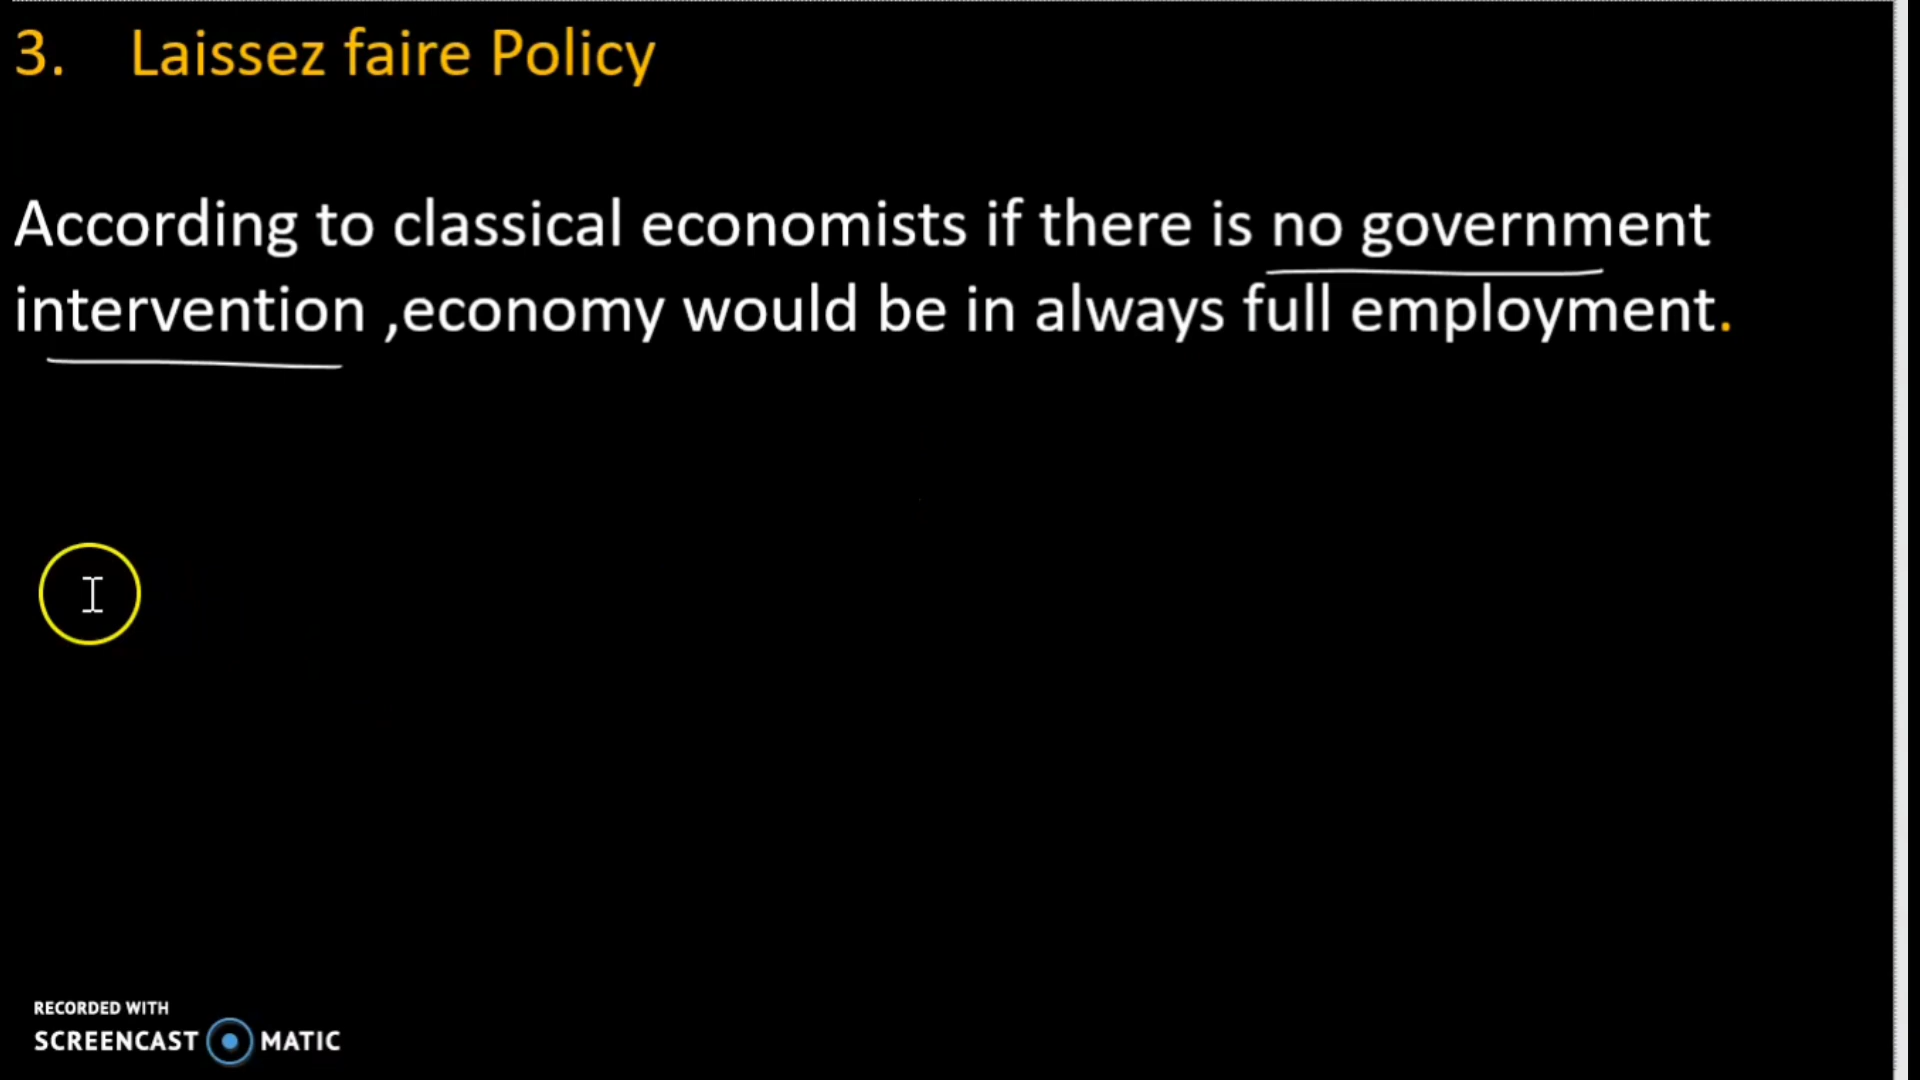 3. Laissez faire Policy
According to classical economists if there is no government
intervention ,economy would be in always full employment.
RECORDED WITH
SCREENCAST MATIC